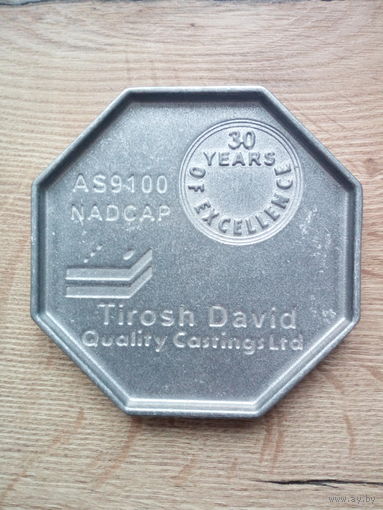 30
YEARS
OF EXCELLENCE
AS9100
NADCAP
Tirosh David
Quality Castings Ltd
www.ay.by